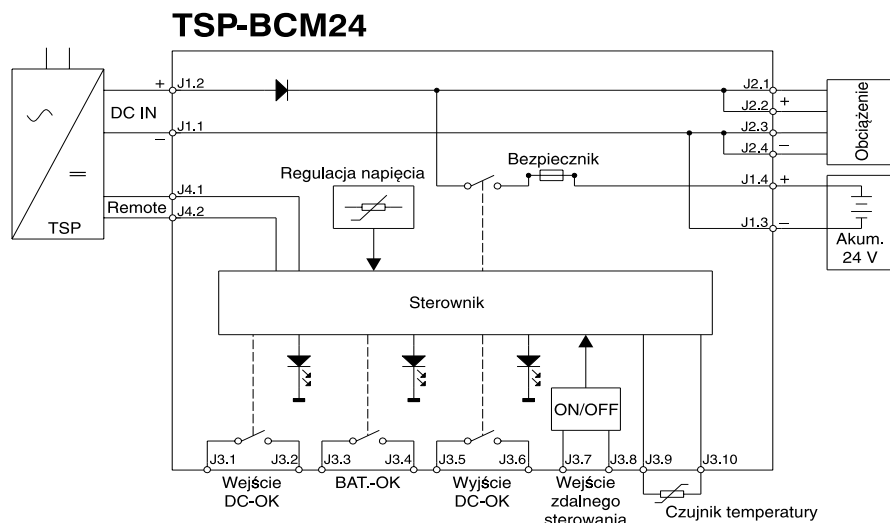 TSP-BCM24
+ J1.2
DC IN
J1.1
−
J4.1
Remote
J4.2
TSP
J2.1
J2.2 +
J2.3
J2.4 −
Obciążenie
Regulacja napięcia
Bezpiecznik
J1.4 +
J1.3 −
Akum.
24 V
Sterownik
ON/OFF
J3.1 J3.2 J3.3 J3.4 J3.5 J3.6 J3.7 J3.8 J3.9 J3.10
Wejście
DC-OK
BAT.-OK
Wyjście
DC-OK
Wejście
zdalnego
sterowania
Czujnik temperatury